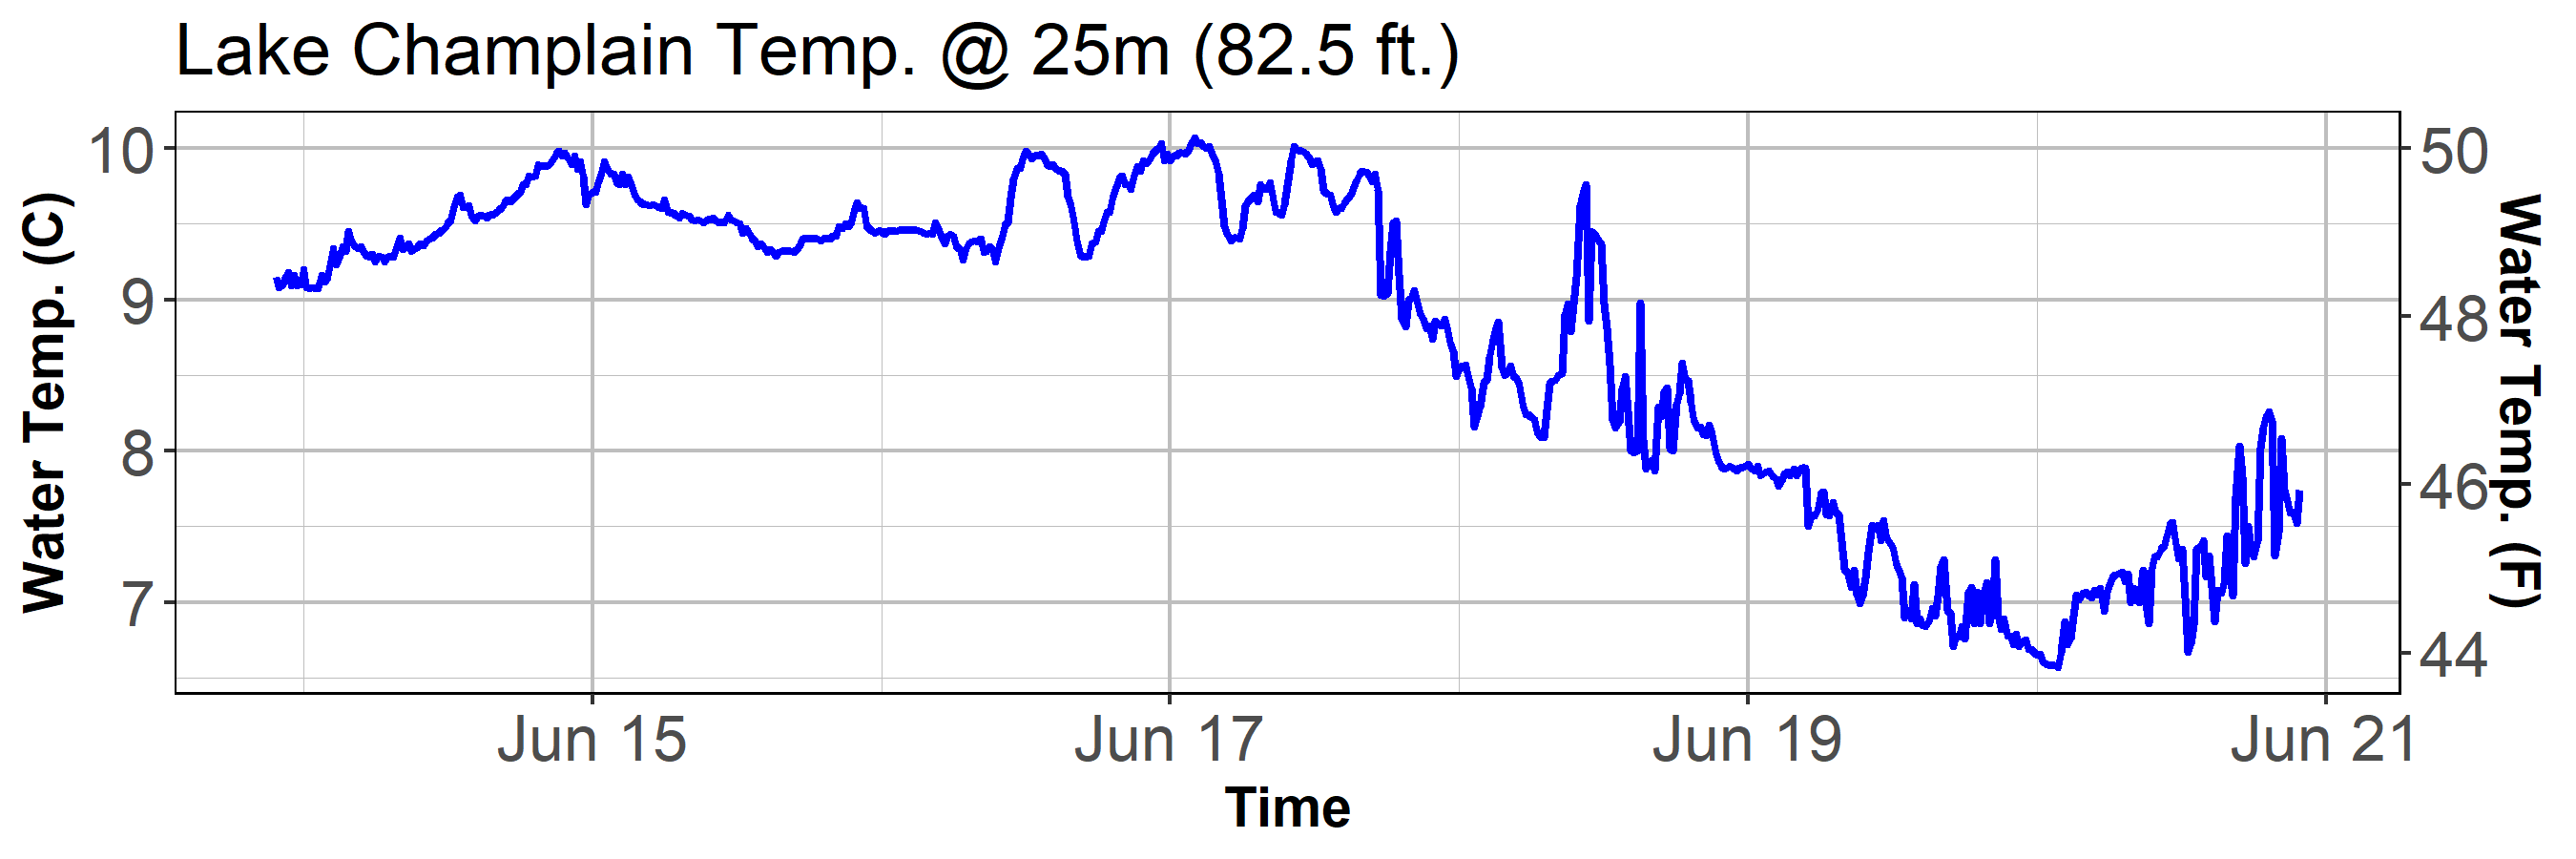 Lake Champlain Temp. @ 25m (82.5 ft.)
Water Temp. (C)
10
9
8
7
50
48
46
44
Water Temp. (F)
Jun 15
Jun 17
Jun 19
Jun 21
Time